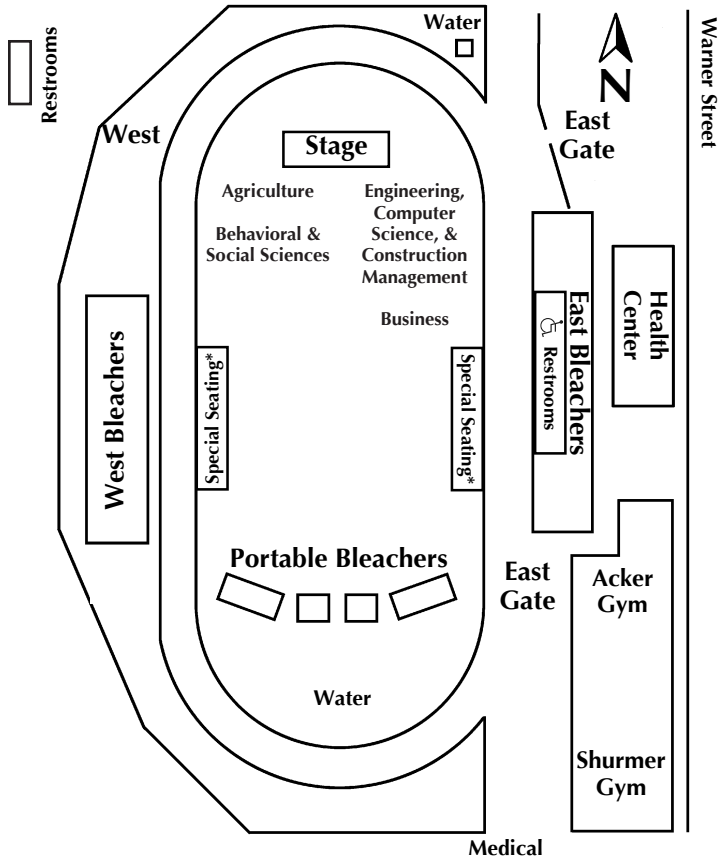 Water
Warner Street
Restrooms
N
West
East
Gate
Stage
Agriculture
Behavioral &
Social Sciences
Engineering,
Computer
Science, &
Construction
Management
Business
Health
Center
East Bleachers
Restrooms
West Bleachers
Special Seating*
Special Seating*
Portable Bleachers
East
Gate
Acker
Gym
Water
Shurmer
Gym
Medical